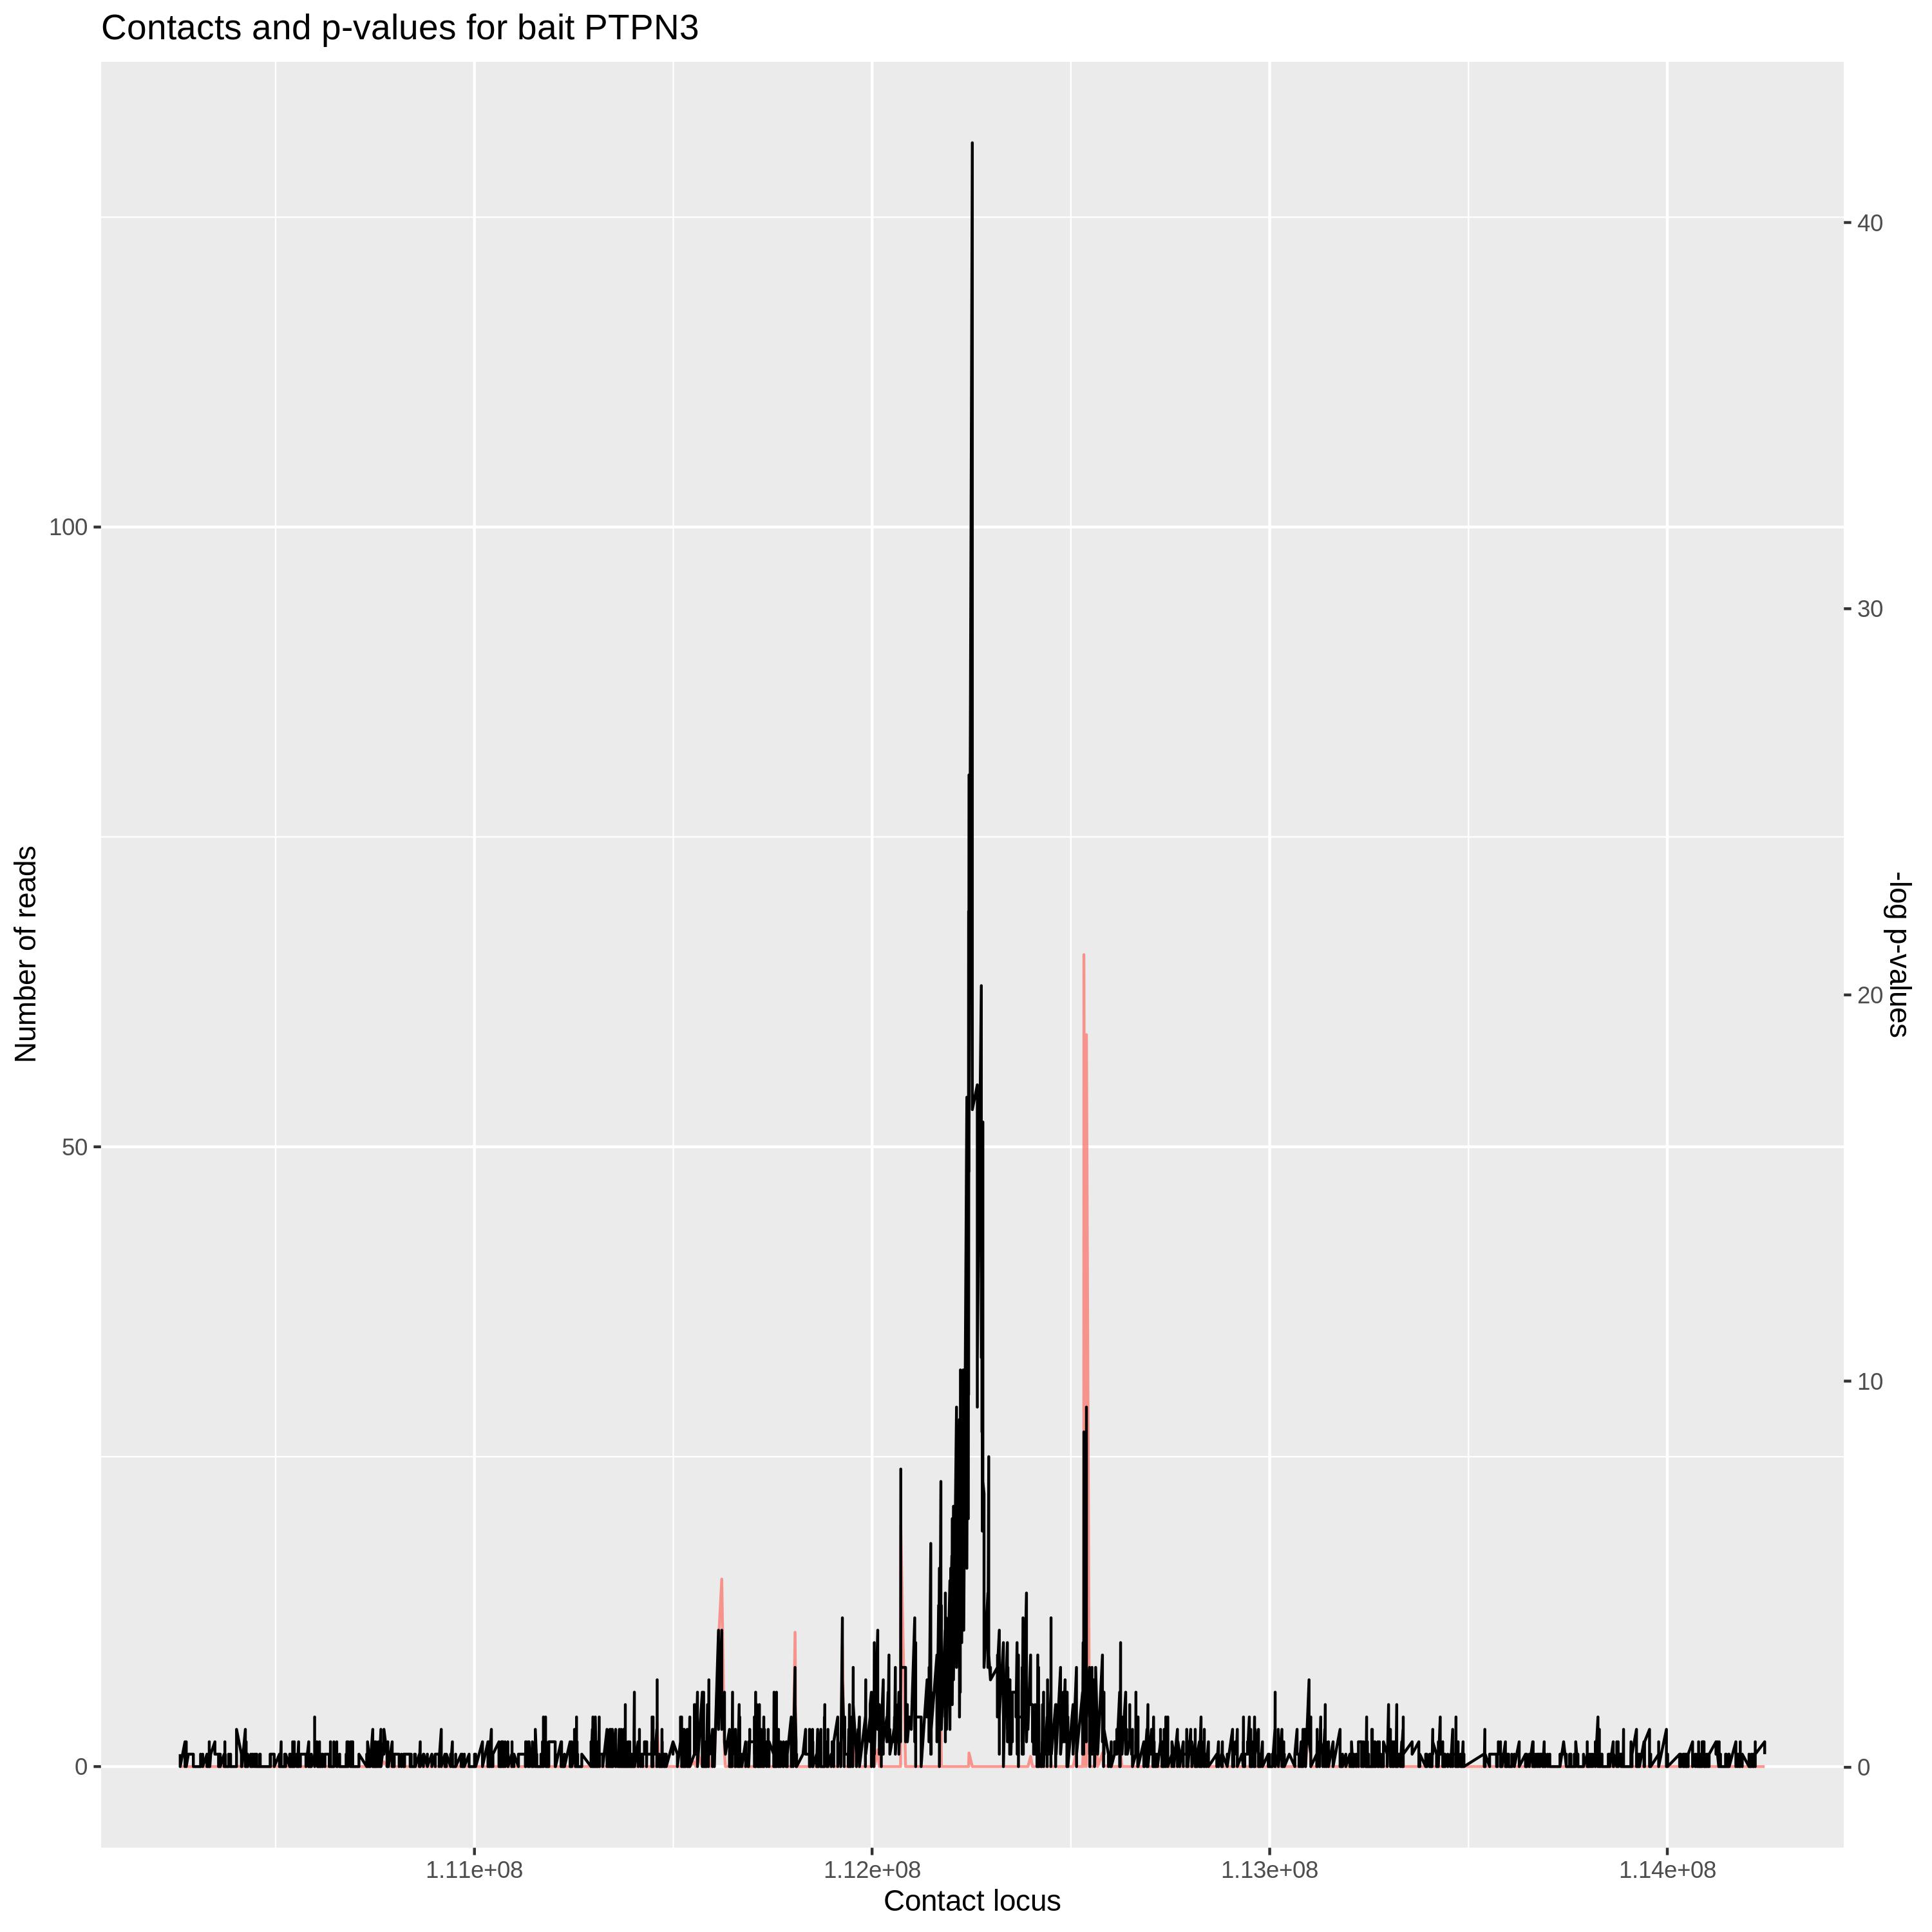 Contacts and p-values for bait PTPN3
Number of reads
100
50
0
40
30
20
10
0
-log p-values
1.11e+08
1.12e+08
1.13e+08
1.14e+08
Contact locus